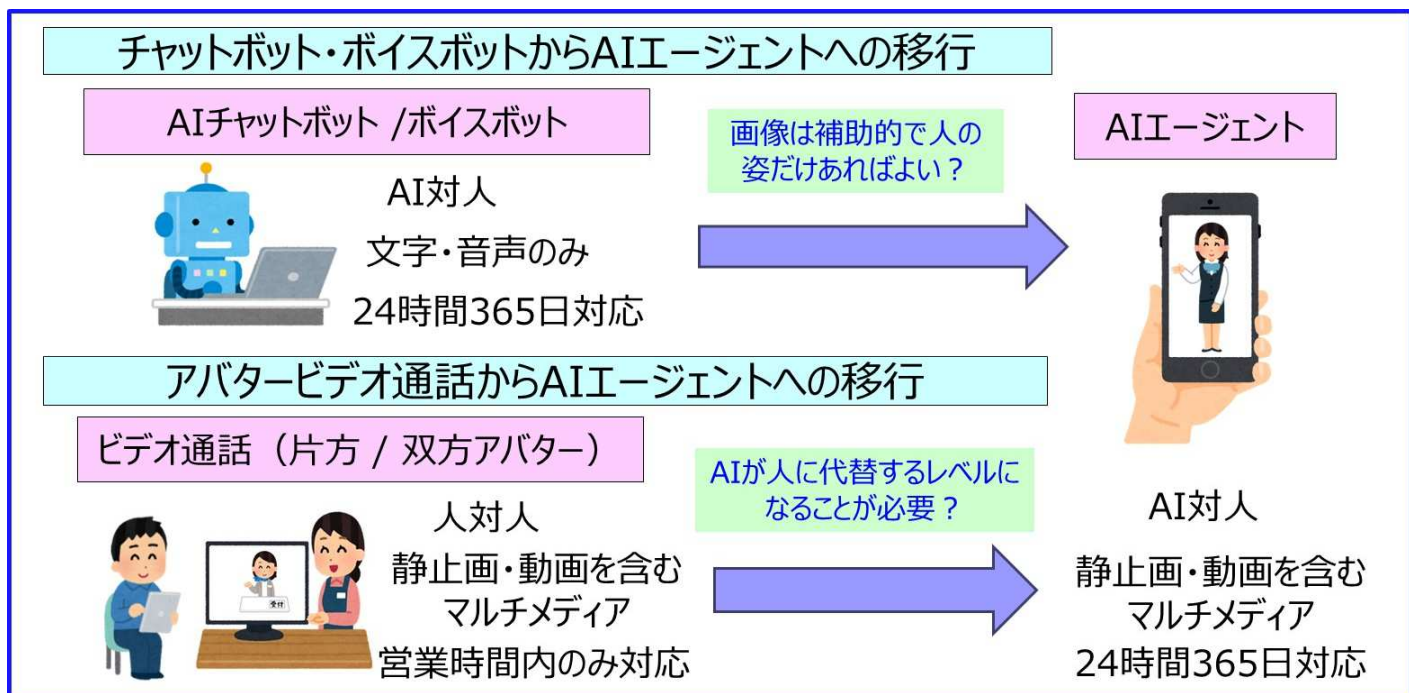 チャットボット・ボイスボットからAIエージェントへの移行
AIチャットボット /ボイスボット
AI対人
文字・音声のみ
24時間365日対応
画像は補助的で人の
姿だけあればよい？
AIエージェント
アバタービデオ通話からAIエージェントへの移行
ビデオ通話（片方 / 双方アバター）
受付
人対人
静止画・動画を含む
マルチメディア
営業時間内のみ対応
AIが人に代替するレベルに
なることが必要？
AI対人
静止画・動画を含む
マルチメディア
24時間365日対応